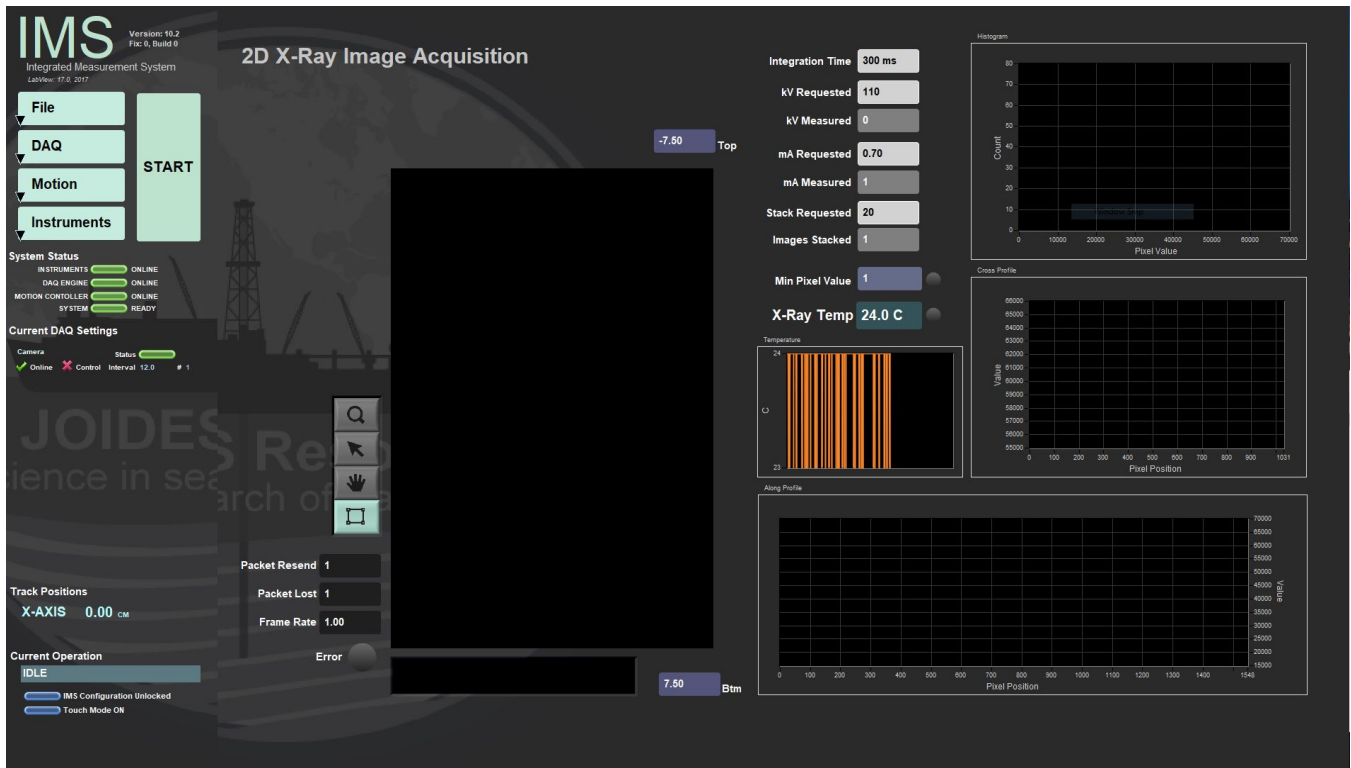 IMS
Version: 10.2
Fix: 0, Build 0
Integrated Measurement System
LabView: 17.0, 2017
File
DAQ
Motion
Instruments
START
System Status
INSTRUMENTS ONLINE
DAQ ENGINE ONLINE
MOTION CONTOLLER ONLINE
SYSTEM READY
Current DAQ Settings
Camera
Status
Online Control Interval 12.0 # 1
JOIDES
science in sea
Track Positions
X-AXIS 0.00 CM
Current Operation
IDLE
IMS Configuration Unlocked
Touch Mode ON
2D X-Ray Image Acquisition
-7.50 Top
S Reso
arch of
Packet Resend 1
Packet Lost 1
Frame Rate 1.00
Error
7.50 Btm
Integration Time 300 ms
kV Requested 110
kV Measured 0
mA Requested 0.70
mA Measured 1
Stack Requested 20
Images Stacked 1
Min Pixel Value 1
X-Ray Temp 24.0 C
Temperature
24
C
23
Histogram
80
70
60
50
40
30
20
10
0
Count
0 10000 20000 30000 40000 50000 60000 70000
Pixel Value
Cross Profile
66000
65000
64000
63000
62000
61000
60000
59000
58000
57000
56000
55000
Value
0 100 200 300 400 500 600 700 800 900 1031
Pixel Position
Along Profile
70000
65000
60000
55000
50000
45000
40000
35000
30000
25000
20000
15000
Value
0 100 200 300 400 500 600 700 800 900 1000 1100 1200 1300 1400 1548
Pixel Position